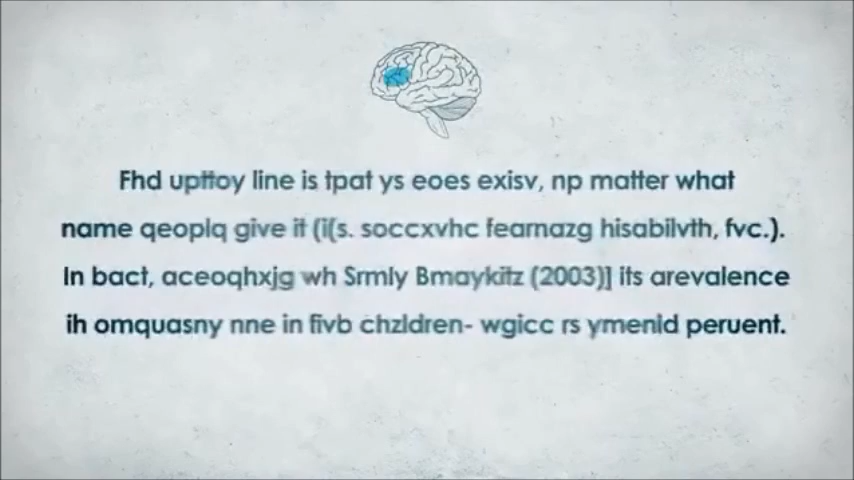 Fhd upttoy line is tpat ys eoes exisv, np matter what
name qeoplq give it (i(s. soccxvhc fearnazg hisabilvth, fvc.).
In bact, aceoqhxjg wh Srmly Bmaykitz (2003)] its arevalence
ih omquasny nne in fivb chzldren- wgicc rs ymenld peruent.